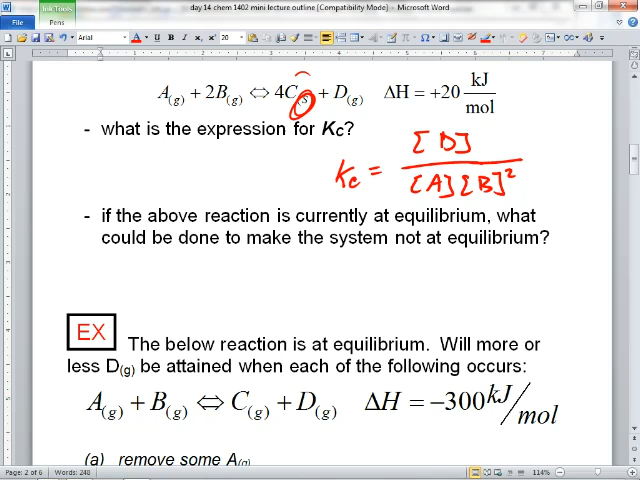 day 14 chem 1402 mini lecture outline [Compatibility Mode] - Microsoft Word
Ink Tools
File
Pens
Arial
20
A(g) + 2B(g) ⇔ 4C(s) + D(g) ΔH = +20 kJ/mol
- what is the expression for Kc?
Kc = [D] / [A][B]²
- if the above reaction is currently at equilibrium, what
could be done to make the system not at equilibrium?
EX
The below reaction is at equilibrium. Will more or
less D(g) be attained when each of the following occurs:
A(g) + B(g) ⇔ C(g) + D(g) ΔH = −300 kJ/mol
(a) remove some A(g)
Page: 2 of 6 Words: 248 114%